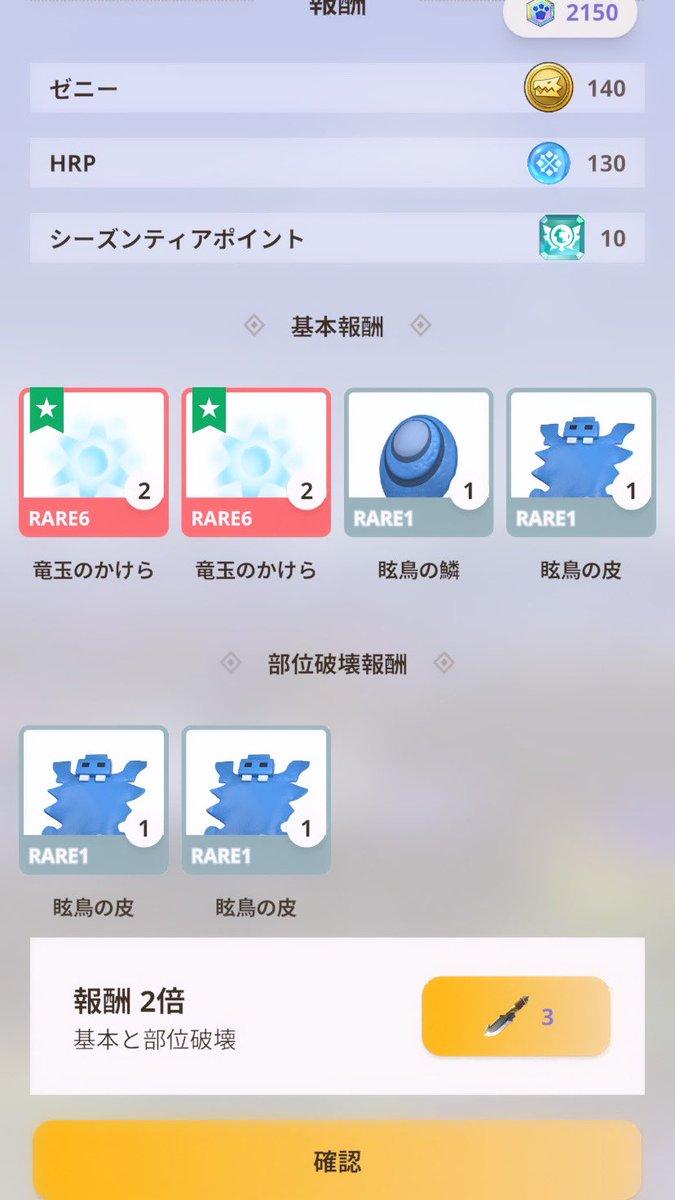 報酬
2150
ゼニー 140
HRP 130
シーズンティアポイント 10
基本報酬
2 2 1 1
RARE6 RARE6 RARE1 RARE1
竜玉のかけら 竜玉のかけら 眩鳥の鱗 眩鳥の皮
部位破壊報酬
1 1
RARE1 RARE1
眩鳥の皮 眩鳥の皮
報酬 2倍
基本と部位破壊
3
確認